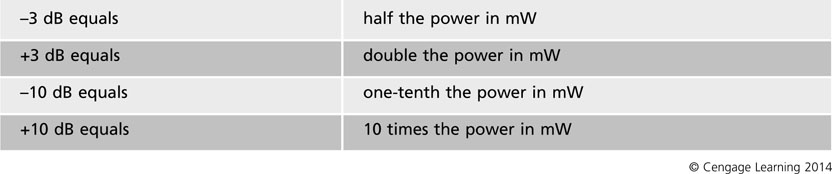 –3 dB equals half the power in mW
+3 dB equals double the power in mW
–10 dB equals one-tenth the power in mW
+10 dB equals 10 times the power in mW
© Cengage Learning 2014